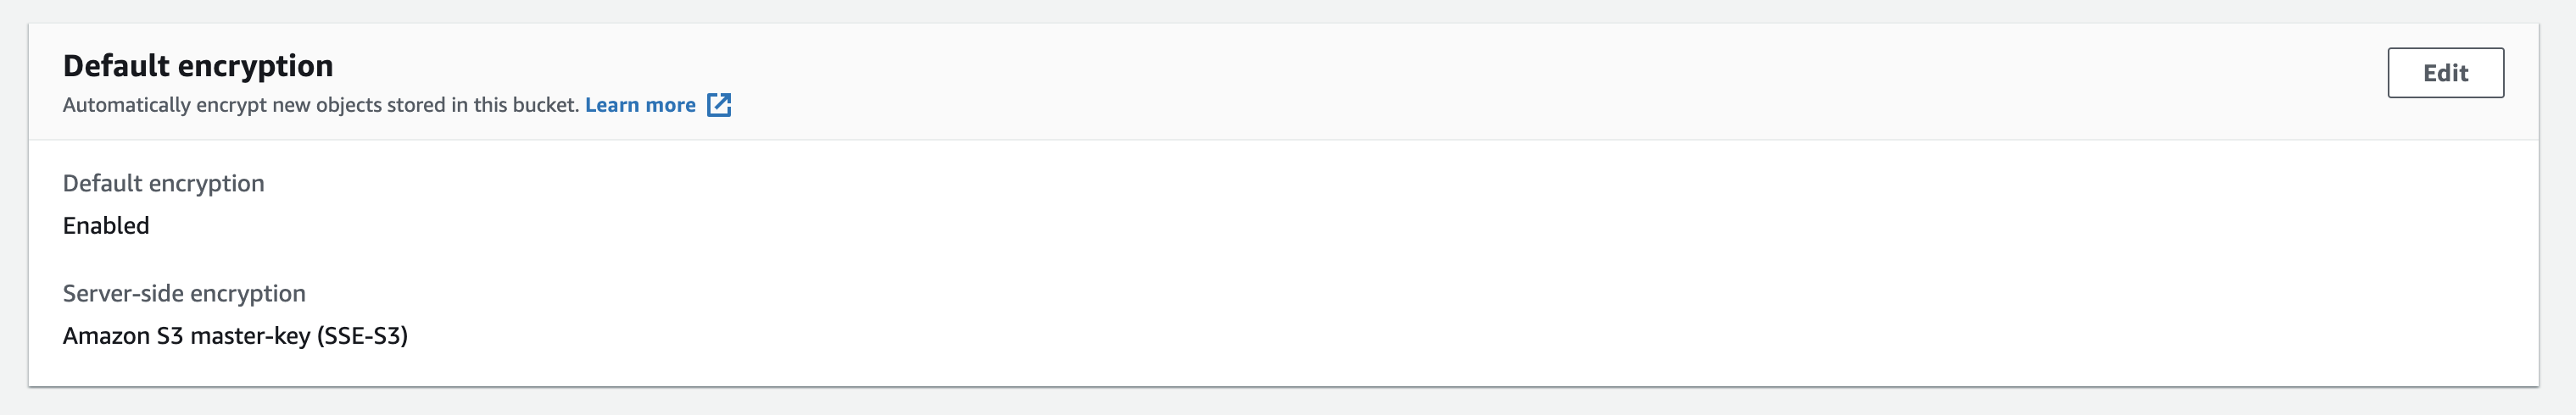 Default encryption
Edit
Automatically encrypt new objects stored in this bucket. Learn more
Default encryption
Enabled
Server-side encryption
Amazon S3 master-key (SSE-S3)